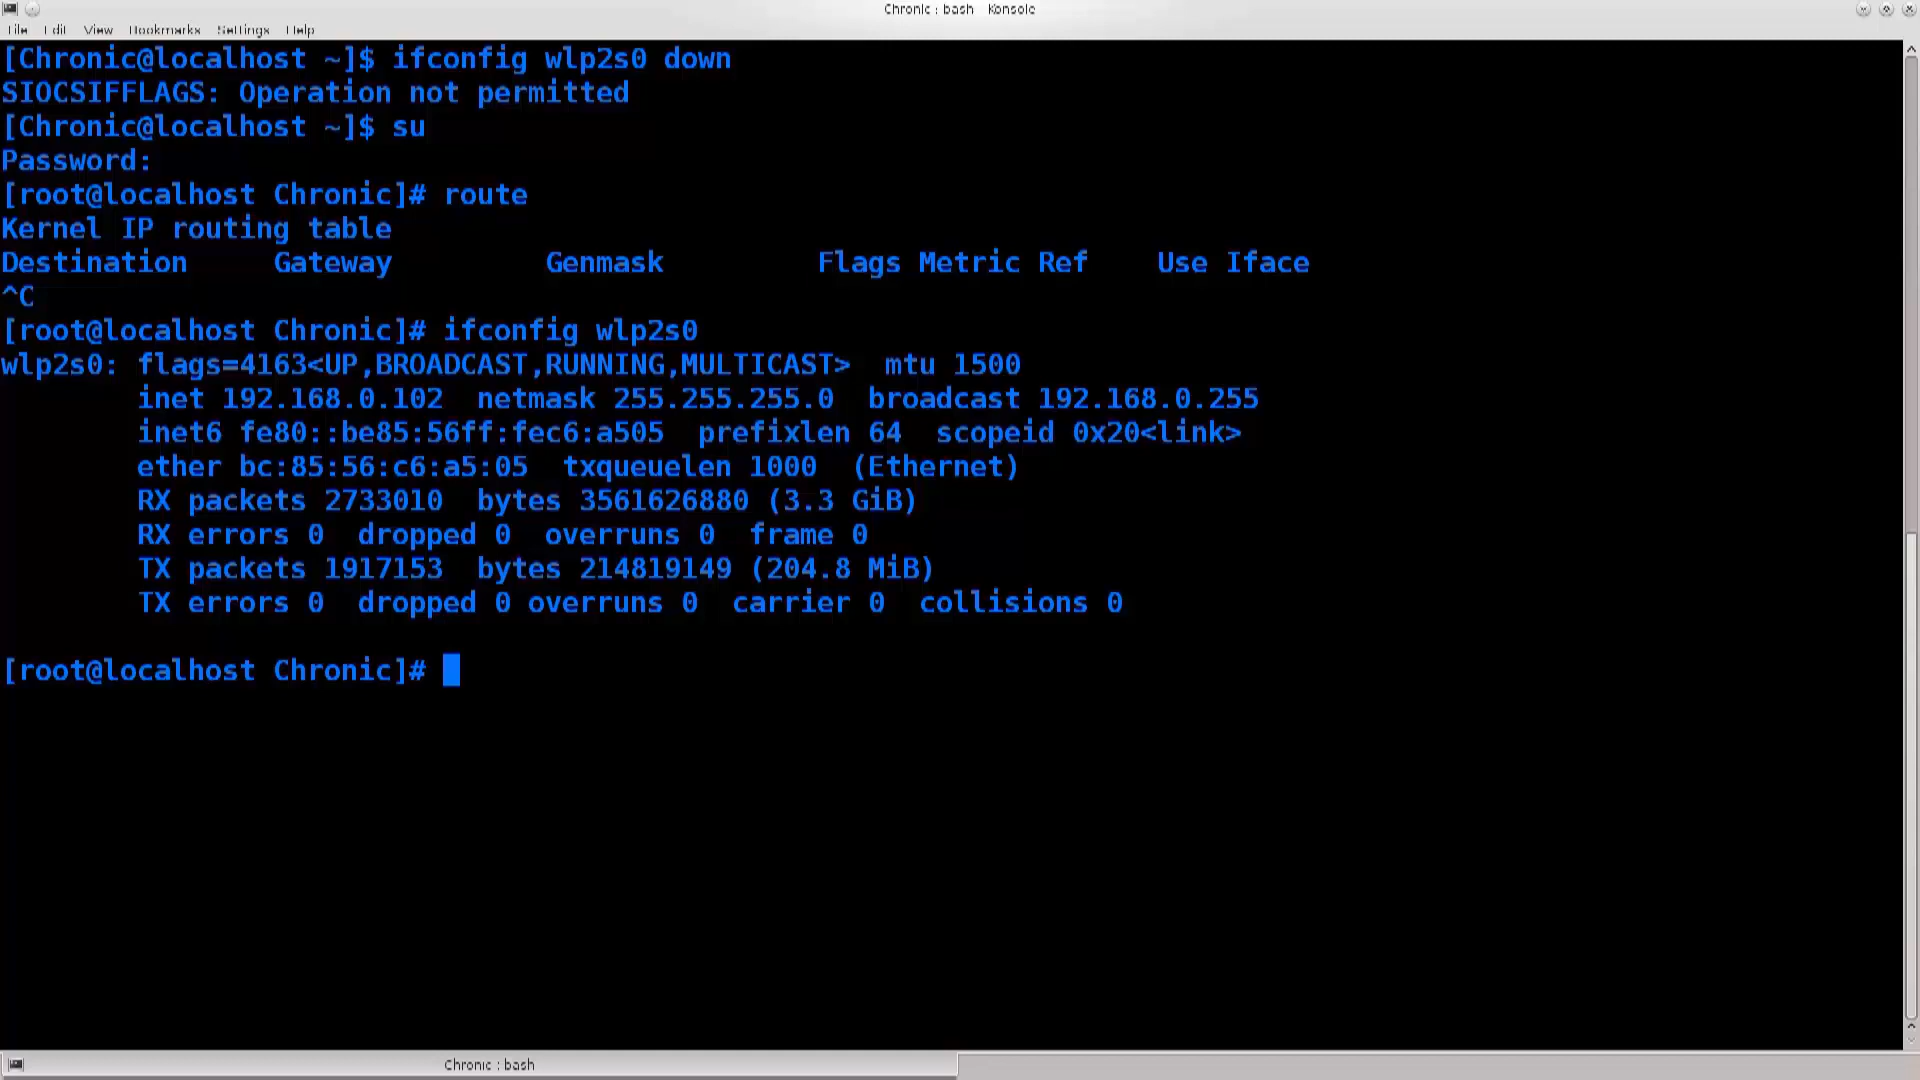 Chronic : bash Konsole
File Edit View Bookmarks Settings Help
[Chronic@localhost ~]$ ifconfig wlp2s0 down
SIOCSIFFLAGS: Operation not permitted
[Chronic@localhost ~]$ su
Password:
[root@localhost Chronic]# route
Kernel IP routing table
Destination     Gateway         Genmask         Flags Metric Ref    Use Iface
^C
[root@localhost Chronic]# ifconfig wlp2s0
wlp2s0: flags=4163<UP,BROADCAST,RUNNING,MULTICAST>  mtu 1500
        inet 192.168.0.102  netmask 255.255.255.0  broadcast 192.168.0.255
        inet6 fe80::be85:56ff:fec6:a505  prefixlen 64  scopeid 0x20<link>
        ether bc:85:56:c6:a5:05  txqueuelen 1000  (Ethernet)
        RX packets 2733010  bytes 3561626880 (3.3 GiB)
        RX errors 0  dropped 0  overruns 0  frame 0
        TX packets 1917153  bytes 214819149 (204.8 MiB)
        TX errors 0  dropped 0 overruns 0  carrier 0  collisions 0
[root@localhost Chronic]#
Chronic : bash